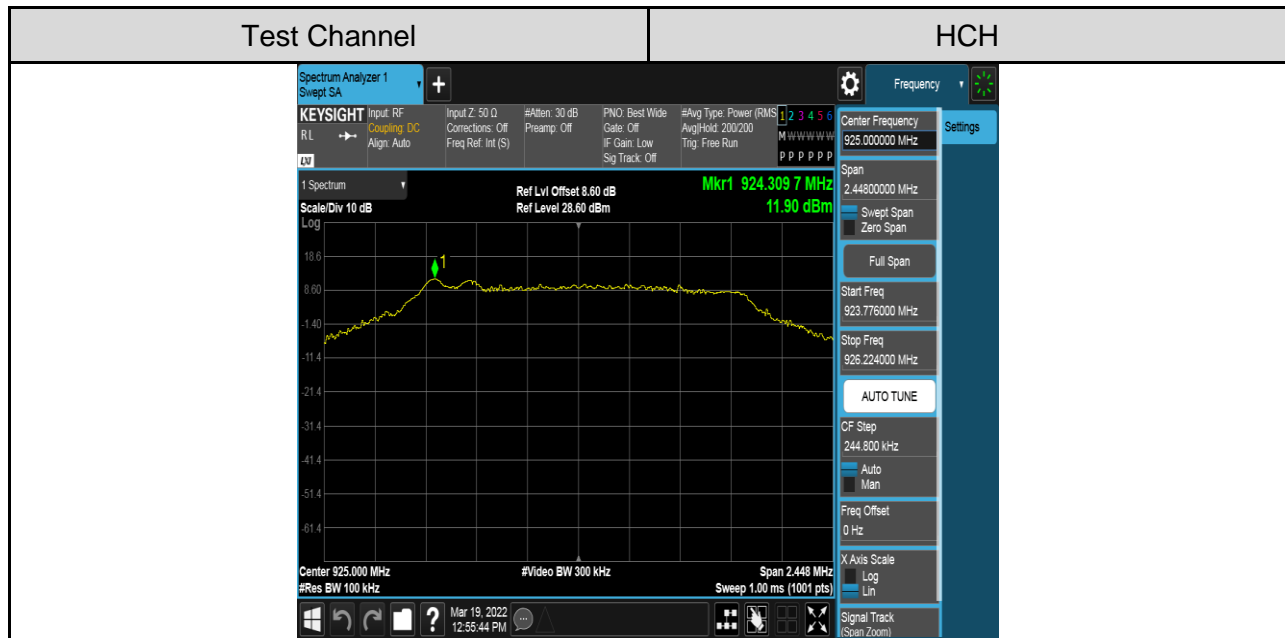 Test Channel
HCH
Spectrum Analyzer 1
Swept SA
Frequency
KEYSIGHT
RL
LXI
Input: RF
Coupling: DC
Align: Auto
Input Z: 50 Ω
Corrections: Off
Freq Ref: Int (S)
#Atten: 30 dB
Preamp: Off
PNO: Best Wide
Gate: Off
IF Gain: Low
Sig Track: Off
#Avg Type: Power (RMS
Avg|Hold: 200/200
Trig: Free Run
1 2 3 4 5 6
M W W W W W
P P P P P P
Center Frequency
925.000000 MHz
Settings
1 Spectrum
Scale/Div 10 dB
Log
Ref Lvl Offset 8.60 dB
Ref Level 28.60 dBm
Mkr1 924.309 7 MHz
11.90 dBm
Span
2.44800000 MHz
Swept Span
Zero Span
Full Span
Start Freq
923.776000 MHz
Stop Freq
926.224000 MHz
AUTO TUNE
CF Step
244.800 kHz
Auto
Man
Freq Offset
0 Hz
X Axis Scale
Log
Lin
Signal Track
(Span Zoom)
1
18.6
8.60
-1.40
-11.4
-21.4
-31.4
-41.4
-51.4
-61.4
Center 925.000 MHz
#Res BW 100 kHz
#Video BW 300 kHz
Span 2.448 MHz
Sweep 1.00 ms (1001 pts)
?
Mar 19, 2022
12:55:44 PM